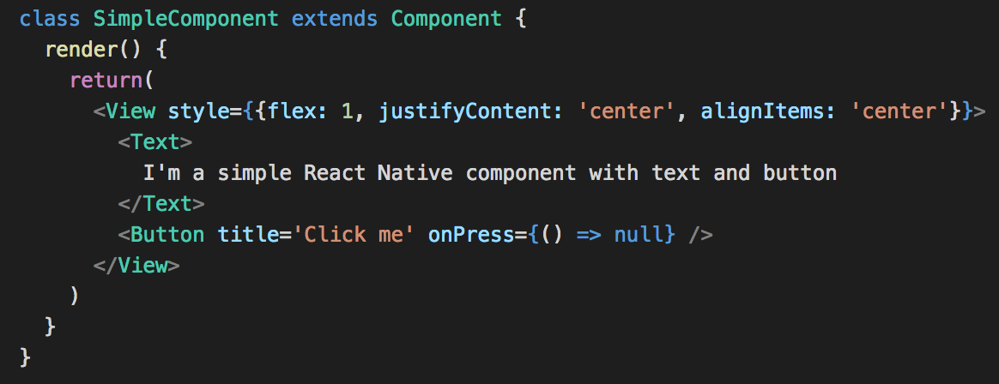 class SimpleComponent extends Component {
  render() {
    return(
      <View style={{flex: 1, justifyContent: 'center', alignItems: 'center'}}>
        <Text>
          I'm a simple React Native component with text and button
        </Text>
        <Button title='Click me' onPress={() => null} />
      </View>
    )
  }
}